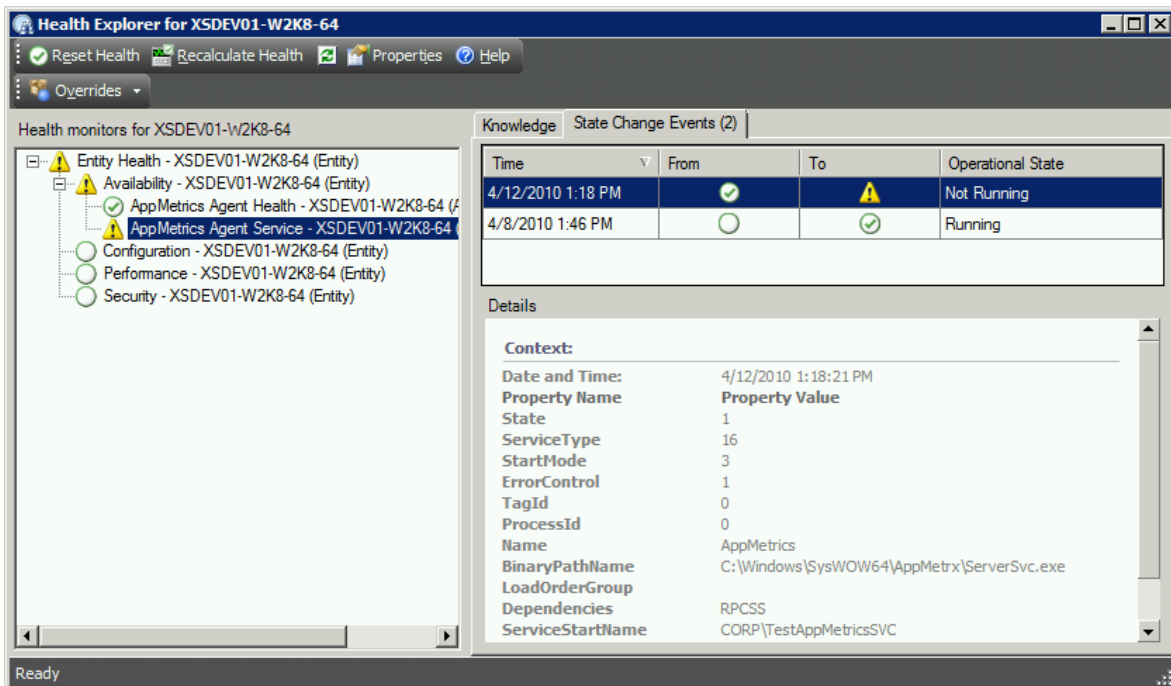 Health Explorer for XSDEV01-W2K8-64
Reset Health Recalculate Health Properties Help
Overrides
Health monitors for XSDEV01-W2K8-64
Entity Health - XSDEV01-W2K8-64 (Entity)
Availability - XSDEV01-W2K8-64 (Entity)
AppMetrics Agent Health - XSDEV01-W2K8-64 (A
AppMetrics Agent Service - XSDEV01-W2K8-64 (
Configuration - XSDEV01-W2K8-64 (Entity)
Performance - XSDEV01-W2K8-64 (Entity)
Security - XSDEV01-W2K8-64 (Entity)
Knowledge State Change Events (2)
Time From To Operational State
4/12/2010 1:18 PM Not Running
4/8/2010 1:46 PM Running
Details
Context:
Date and Time: 4/12/2010 1:18:21 PM
Property Name Property Value
State 1
ServiceType 16
StartMode 3
ErrorControl 1
TagId 0
ProcessId 0
Name AppMetrics
BinaryPathName C:\Windows\SysWOW64\AppMetrx\ServerSvc.exe
LoadOrderGroup
Dependencies RPCSS
ServiceStartName CORP\TestAppMetricsSVC
Ready